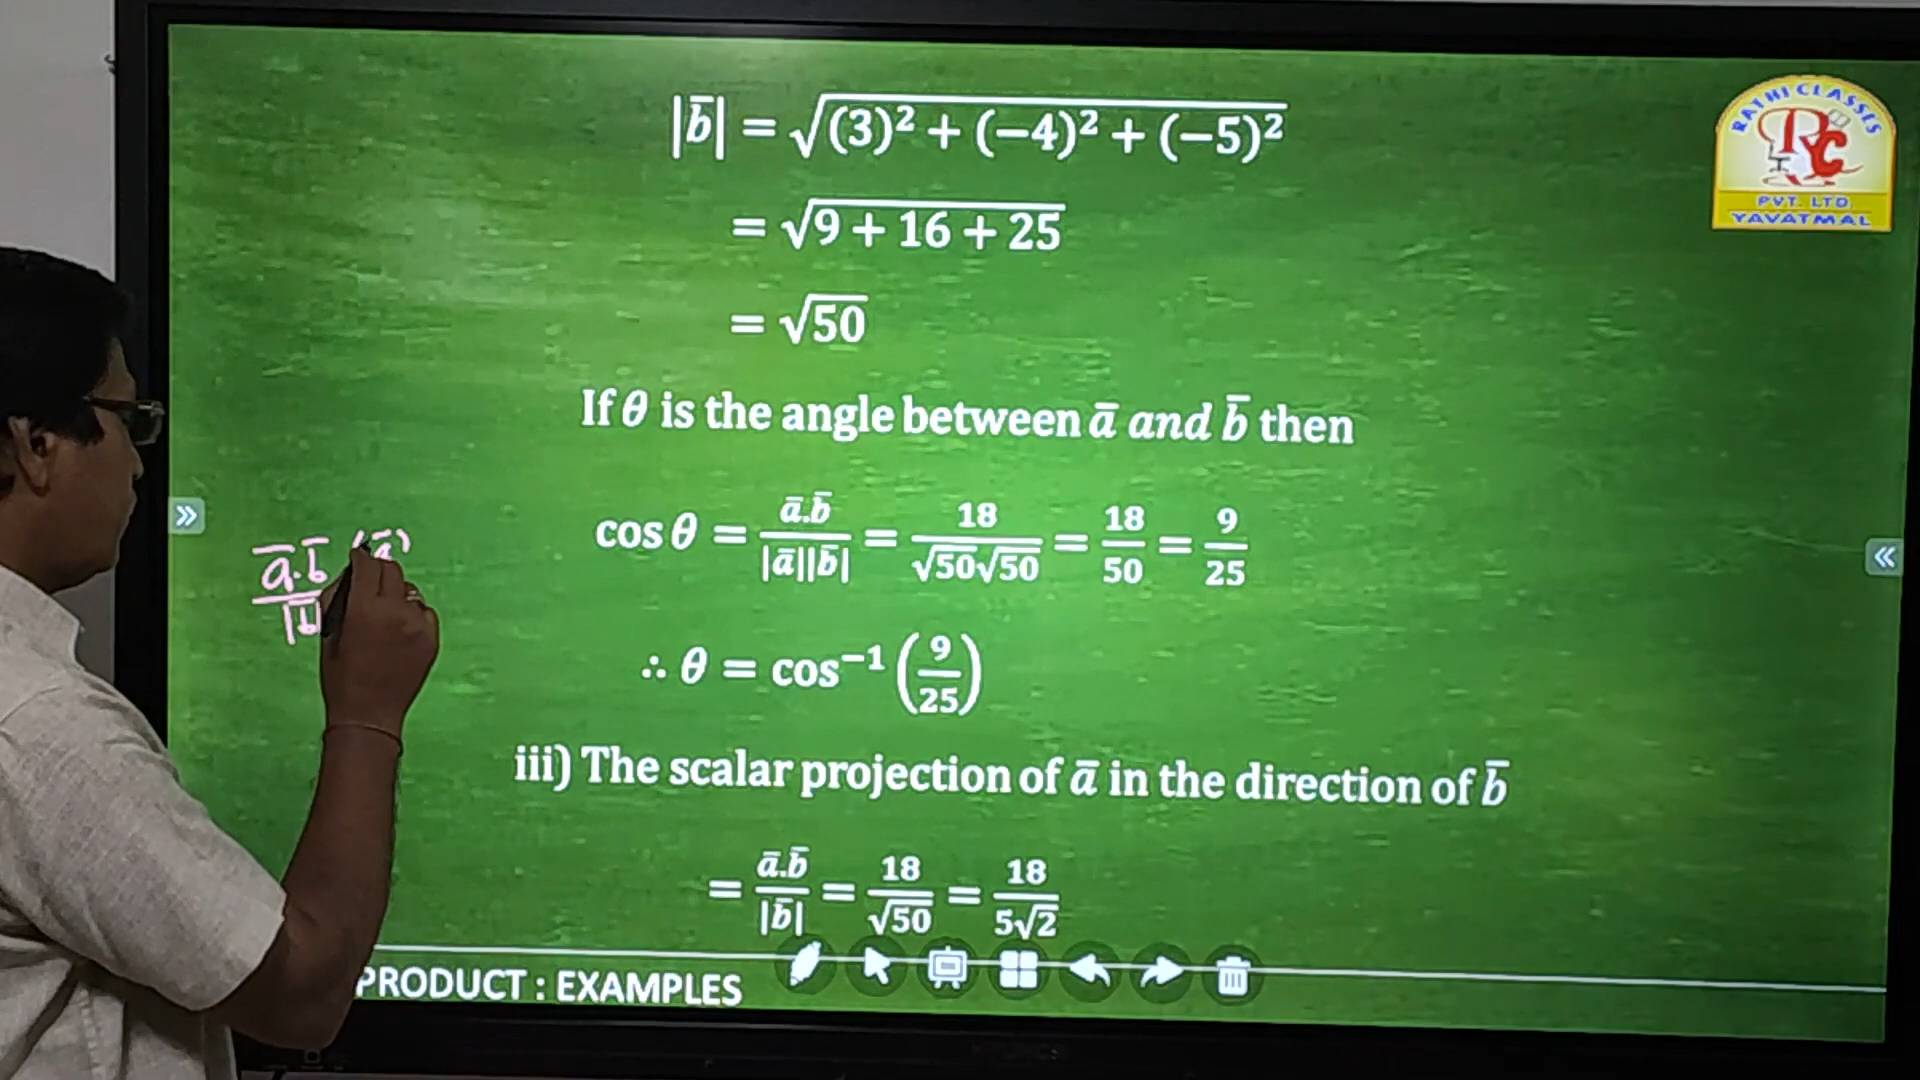 |b̄| = √(3)² + (−4)² + (−5)²
= √9 + 16 + 25
= √50
If θ is the angle between ā and b̄ then
cos θ = ā.b̄ / |ā||b̄| = 18 / √50√50 = 18 / 50 = 9 / 25
∴ θ = cos⁻¹ (9/25)
iii) The scalar projection of ā in the direction of b̄
= ā.b̄ / |b̄| = 18 / √50 = 18 / 5√2
PRODUCT : EXAMPLES
RATHI CLASSES
RC
PVT. LTD.
YAVATMAL
ā.b̄ (ā)
|b|